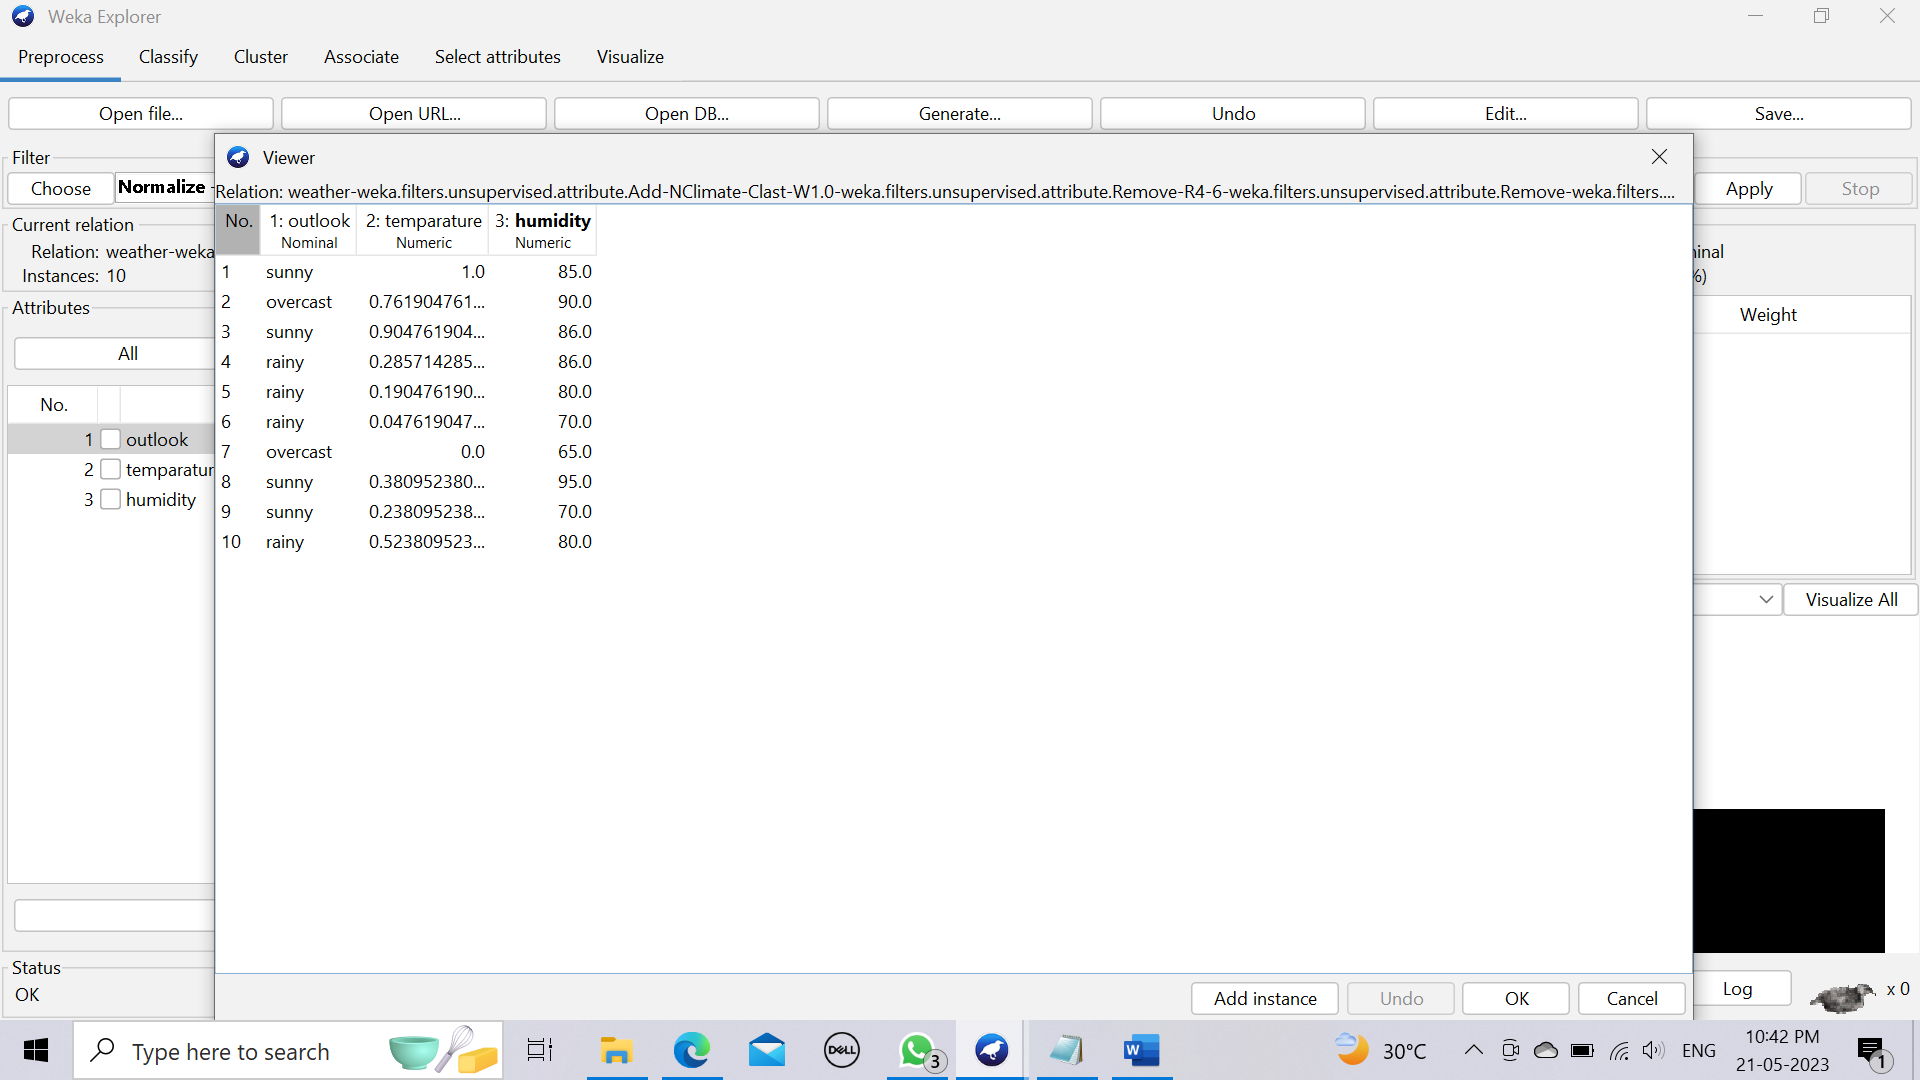 Weka Explorer
Preprocess Classify Cluster Associate Select attributes Visualize
Open file... Open URL... Open DB... Generate... Undo Edit... Save...
Filter
Choose Normalize
Apply Stop
Viewer
Relation: weather-weka.filters.unsupervised.attribute.Add-NClimate-Clast-W1.0-weka.filters.unsupervised.attribute.Remove-R4-6-weka.filters.unsupervised.attribute.Remove-weka.filters....
Current relation
Relation: weather-weka
Instances: 10
Attributes
All
No.
1 outlook
2 temparatur
3 humidity
No. 1: outlook 2: temparature 3: humidity
Nominal Numeric Numeric
1 sunny 1.0 85.0
2 overcast 0.761904761... 90.0
3 sunny 0.904761904... 86.0
4 rainy 0.285714285... 86.0
5 rainy 0.190476190... 80.0
6 rainy 0.047619047... 70.0
7 overcast 0.0 65.0
8 sunny 0.380952380... 95.0
9 sunny 0.238095238... 70.0
10 rainy 0.523809523... 80.0
inal
%)
Weight
Visualize All
Add instance Undo OK Cancel
Status
OK
Log x 0
Type here to search
DELL
3
W
30°C
ENG
10:42 PM
21-05-2023
1